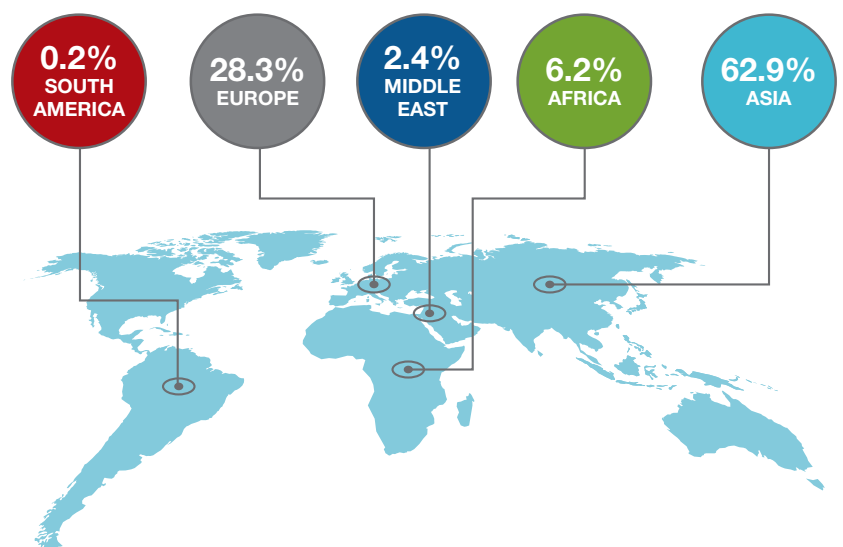 0.2%
SOUTH
AMERICA
28.3%
EUROPE
2.4%
MIDDLE
EAST
6.2%
AFRICA
62.9%
ASIA